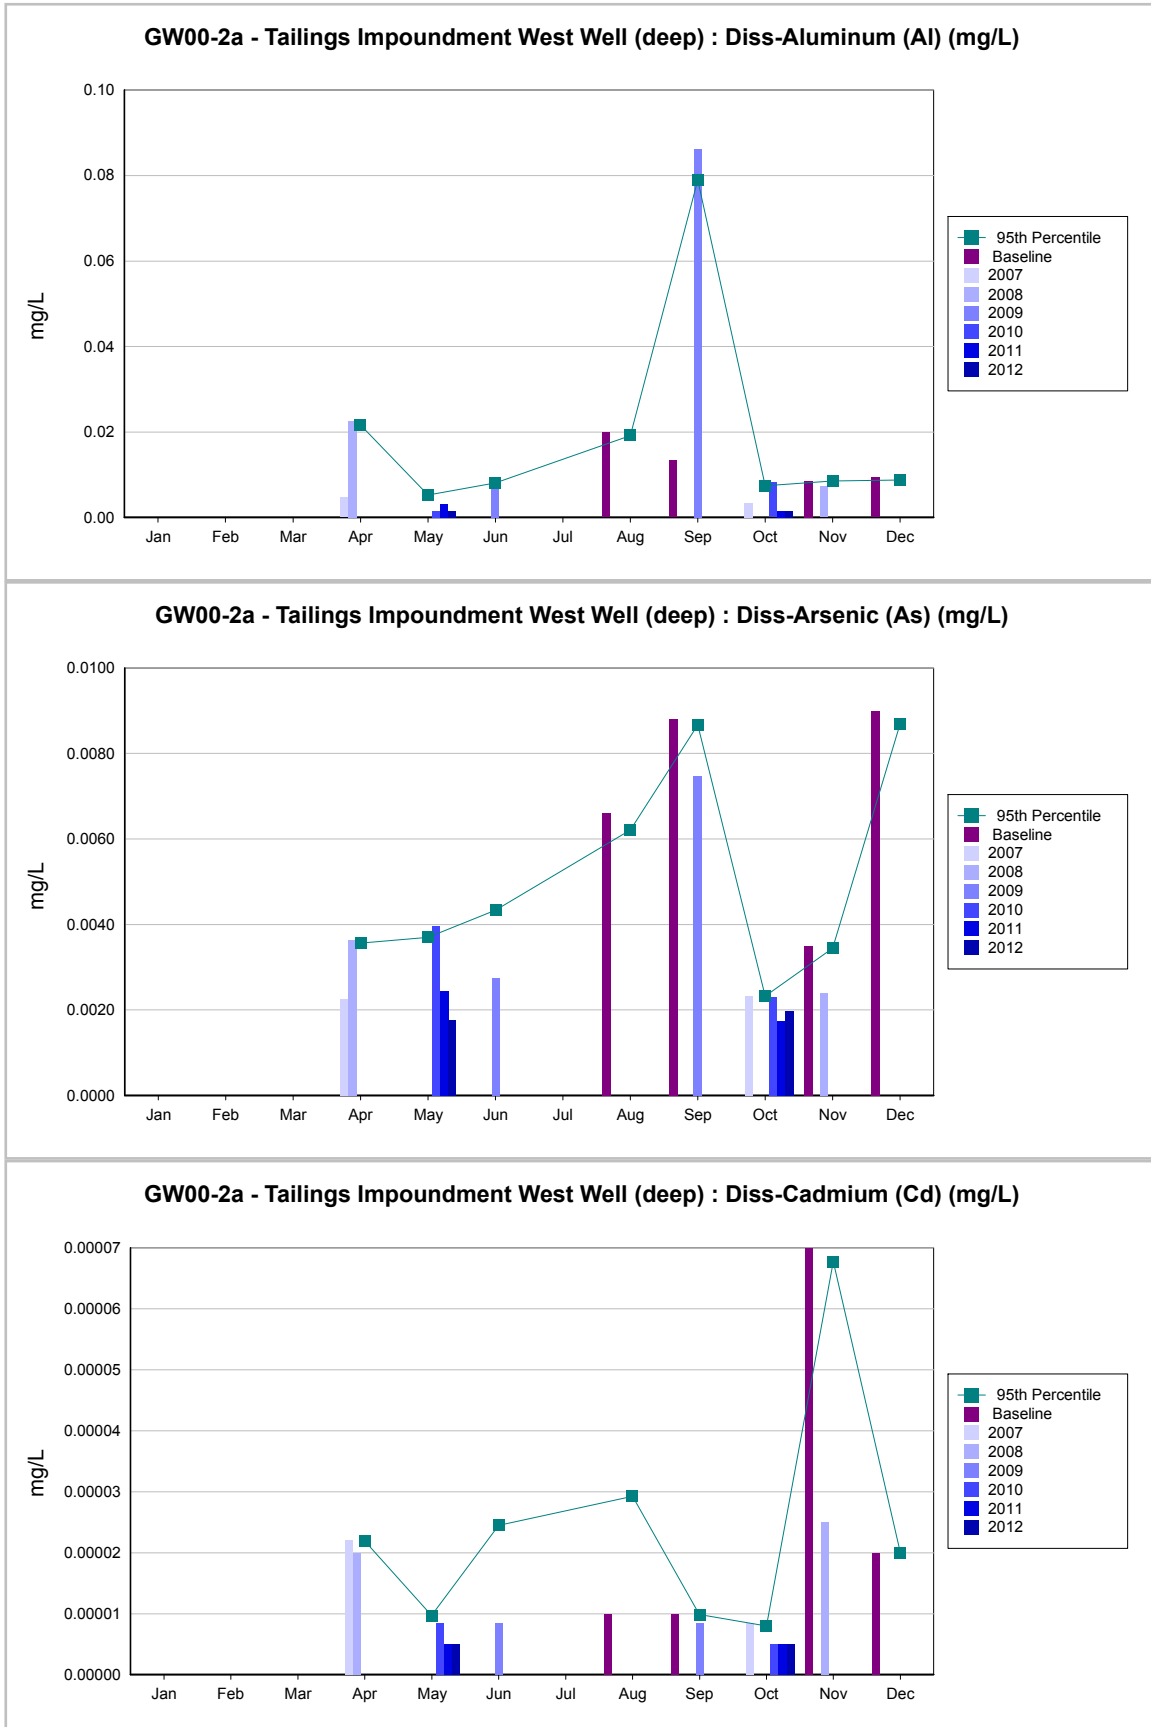 GW00-2a - Tailings Impoundment West Well (deep) : Diss-Aluminum (Al) (mg/L)
mg/L
0.10
0.08
0.06
0.04
0.02
0.00
Jan Feb Mar Apr May Jun Jul Aug Sep Oct Nov Dec
95th Percentile
Baseline
2007
2008
2009
2010
2011
2012
GW00-2a - Tailings Impoundment West Well (deep) : Diss-Arsenic (As) (mg/L)
mg/L
0.0100
0.0080
0.0060
0.0040
0.0020
0.0000
Jan Feb Mar Apr May Jun Jul Aug Sep Oct Nov Dec
95th Percentile
Baseline
2007
2008
2009
2010
2011
2012
GW00-2a - Tailings Impoundment West Well (deep) : Diss-Cadmium (Cd) (mg/L)
mg/L
0.00007
0.00006
0.00005
0.00004
0.00003
0.00002
0.00001
0.00000
Jan Feb Mar Apr May Jun Jul Aug Sep Oct Nov Dec
95th Percentile
Baseline
2007
2008
2009
2010
2011
2012